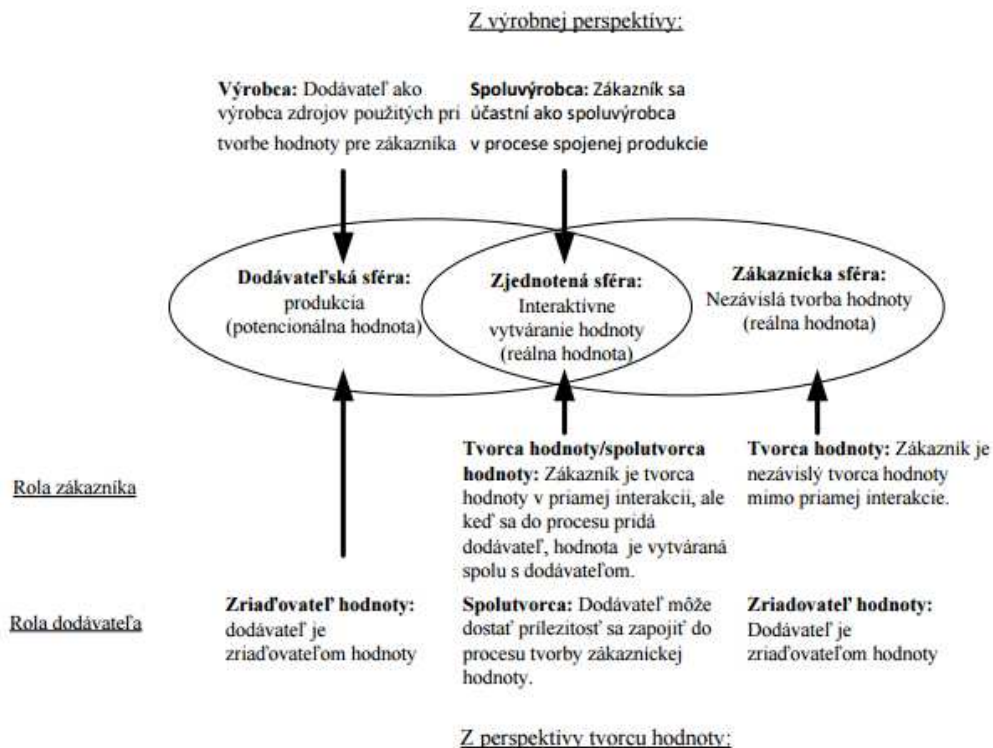 Z výrobnej perspektívy:
Výrobca: Dodávateľ ako
výrobca zdrojov použitých pri
tvorbe hodnoty pre zákazníka
Spoluvýrobca: Zákazník sa
účastní ako spoluvýrobca
v procese spojenej produkcie
Dodávateľská sféra:
produkcia
(potencionálna hodnota)
Zjednotená sféra:
Interaktívne
vytváranie hodnoty
(reálna hodnota)
Zákaznícka sféra:
Nezávislá tvorba hodnoty
(reálna hodnota)
Rola zákazníka
Tvorca hodnoty/spolutvorca
hodnoty: Zákazník je tvorca
hodnoty v priamej interakcii, ale
keď sa do procesu pridá
dodávateľ, hodnota je vytváraná
spolu s dodávateľom.
Tvorca hodnoty: Zákazník je
nezávislý tvorca hodnoty
mimo priamej interakcie.
Rola dodávateľa
Zriaďovateľ hodnoty:
dodávateľ je
zriaďovateľom hodnoty
Spolutvorca: Dodávateľ môže
dostať prílezitosť sa zapojiť do
procesu tvorby zákazníckej
hodnoty.
Zriadovateľ hodnoty:
Dodávateľ je
zriaďovateľom hodnoty
Z perspektívy tvorcu hodnoty: